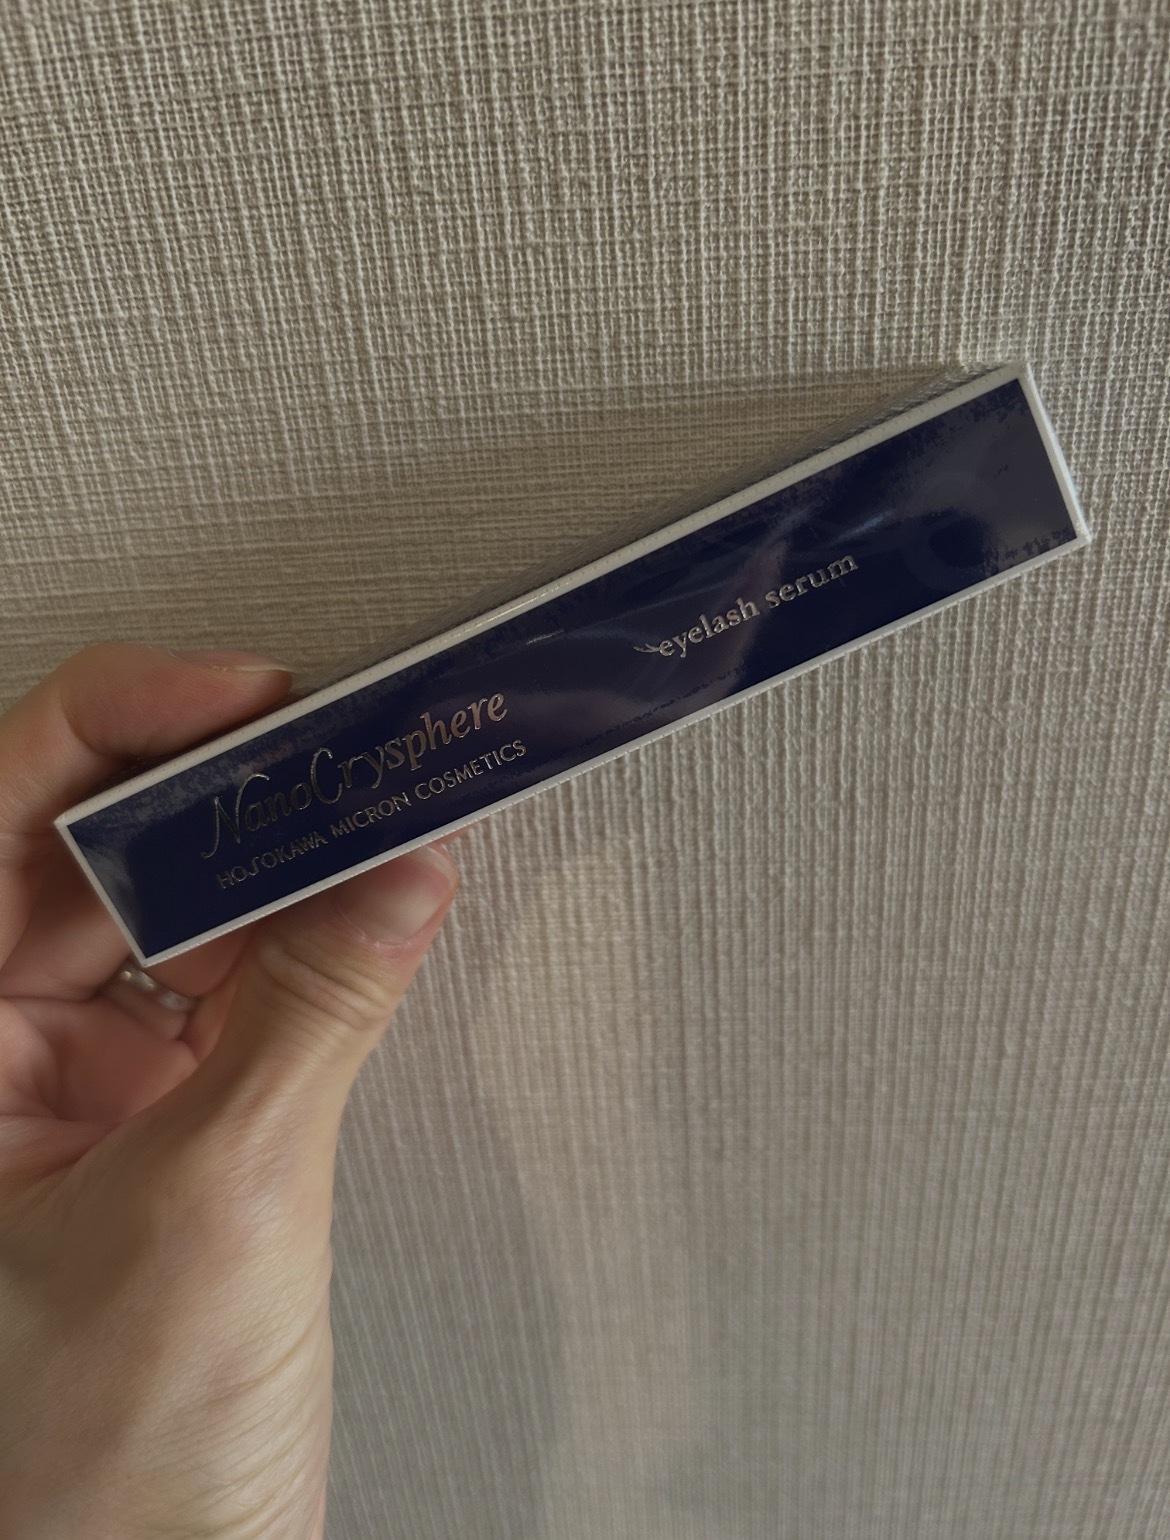 NanoCrysphere
HOSOKAWA MICRON COSMETICS
eyelash serum